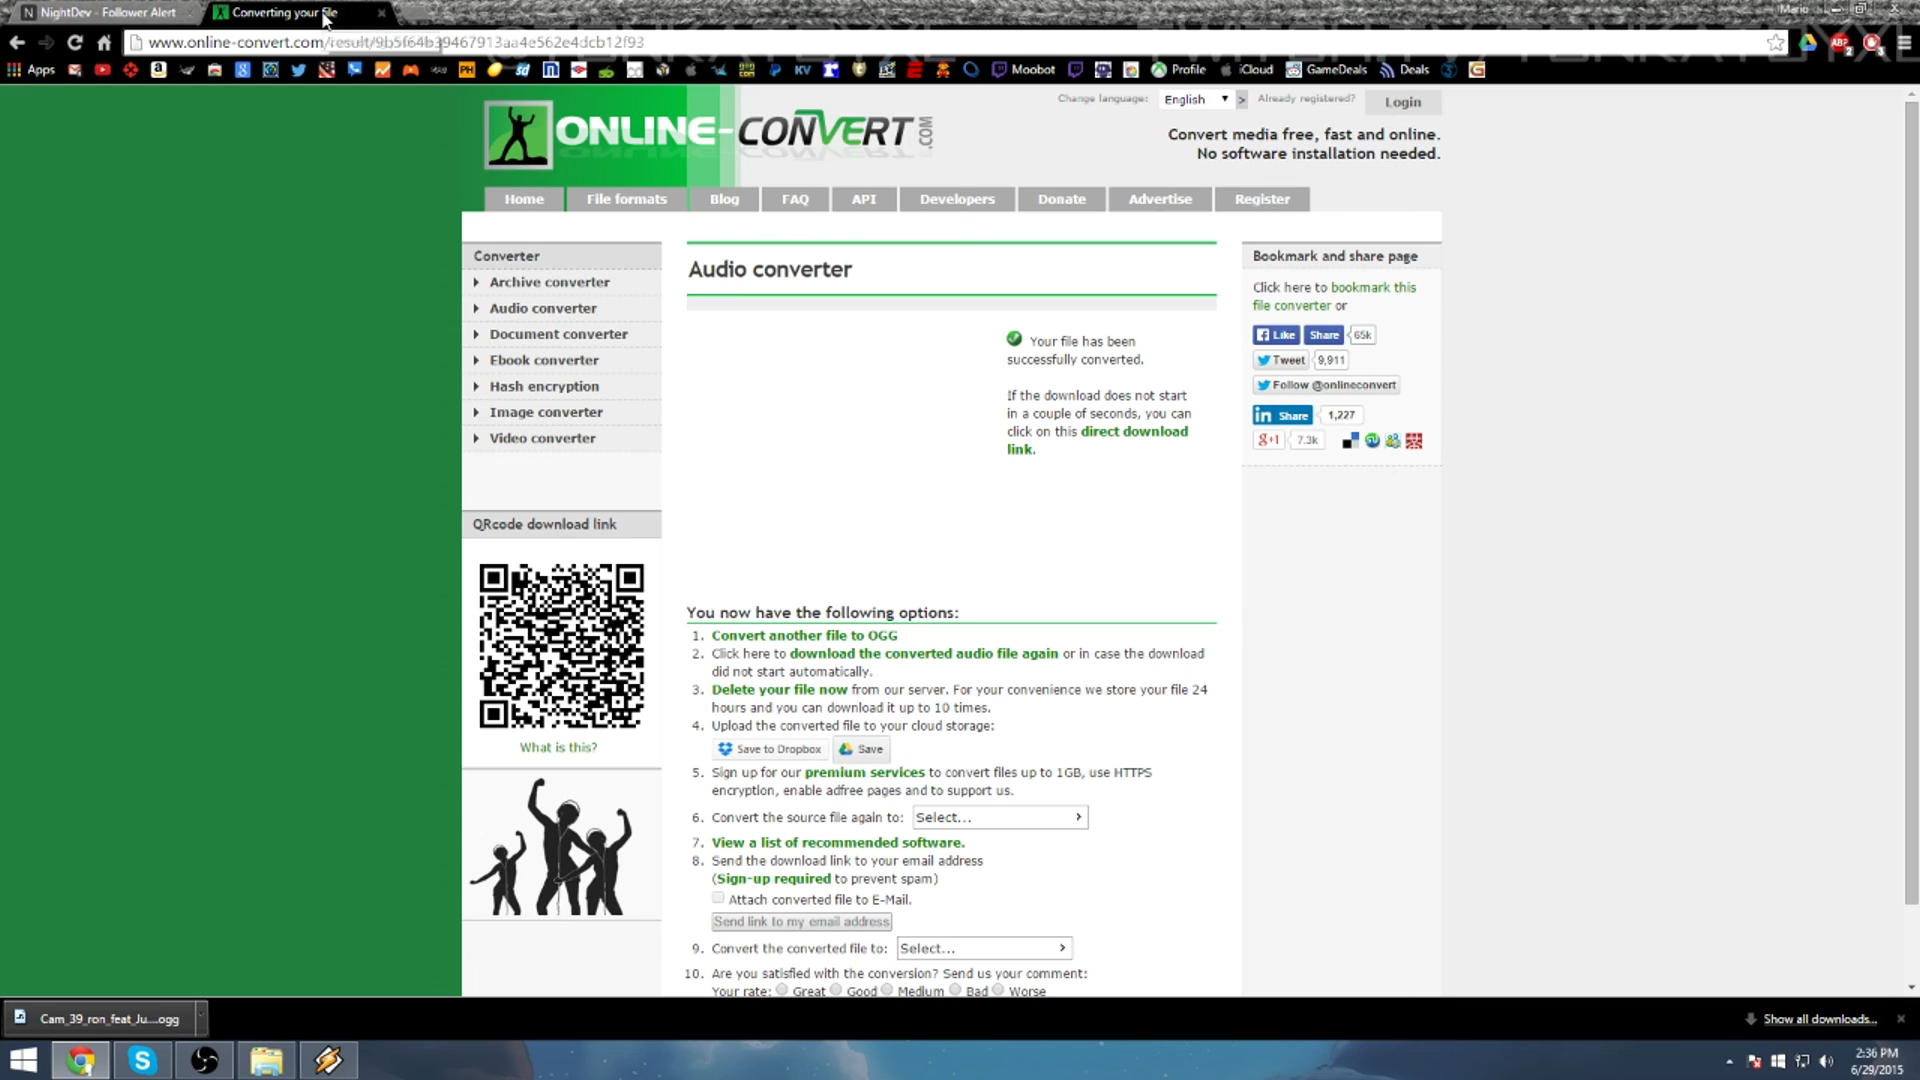 NightDev - Follower Alert
Converting your file
Mario
www.online-convert.com/result/9b5f64b39467913aa4e562e4dcb12f93
Apps
Moobot
Profile
iCloud
GameDeals
Deals
ONLINE-CONVERT.COM
Change language:
English
>
Already registered?
Login
Convert media free, fast and online.
No software installation needed.
Home
File formats
Blog
FAQ
API
Developers
Donate
Advertise
Register
Converter
Archive converter
Audio converter
Document converter
Ebook converter
Hash encryption
Image converter
Video converter
QRcode download link
What is this?
Audio converter
Your file has been
successfully converted.
If the download does not start
in a couple of seconds, you can
click on this direct download
link.
You now have the following options:
1. Convert another file to OGG
2. Click here to download the converted audio file again or in case the download
did not start automatically.
3. Delete your file now from our server. For your convenience we store your file 24
hours and you can download it up to 10 times.
4. Upload the converted file to your cloud storage:
Save to Dropbox
Save
5. Sign up for our premium services to convert files up to 1GB, use HTTPS
encryption, enable adfree pages and to support us.
6. Convert the source file again to: Select...
7. View a list of recommended software.
8. Send the download link to your email address
(Sign-up required to prevent spam)
Attach converted file to E-Mail.
Send link to my email address
9. Convert the converted file to: Select...
10. Are you satisfied with the conversion? Send us your comment:
Your rate: Great Good Medium Bad Worse
Bookmark and share page
Click here to bookmark this
file converter or
Like Share 65k
Tweet 9,911
Follow @onlineconvert
in Share 1,227
g+1 7.3k
Cam_39_ron_feat_Ju....ogg
Show all downloads...
2:36 PM
6/29/2015